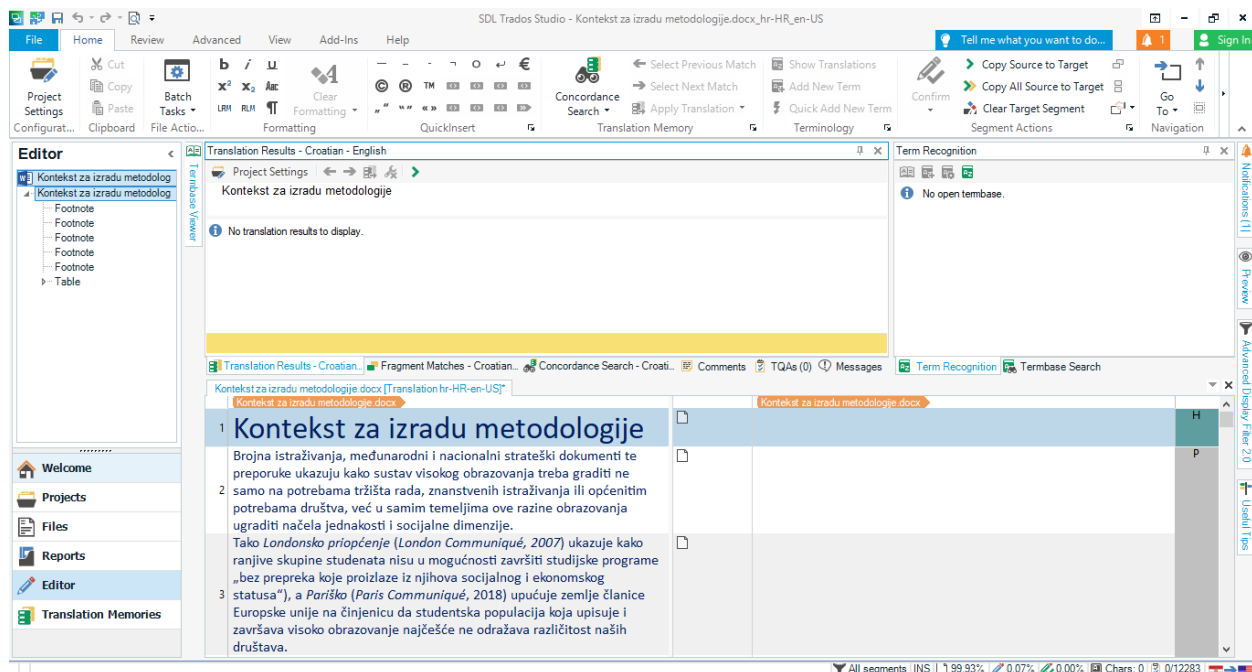 SDL Trados Studio - Kontekst za izradu metodologije.docx_hr-HR_en-US
File Home Review Advanced View Add-Ins Help Tell me what you want to do... 1 Sign In
Project Settings
Cut
Copy
Paste
Batch Tasks
b i u
x² x₂ ABC
LRM RLM ¶
Clear Formatting
€
© ® TM
Concordance Search
Select Previous Match
Select Next Match
Apply Translation
Show Translations
Add New Term
Quick Add New Term
Confirm
Copy Source to Target
Copy All Source to Target
Clear Target Segment
Go To
Configurat... Clipboard File Actio... Formatting QuickInsert Translation Memory Terminology Segment Actions Navigation
Editor
Kontekst za izradu metodolog
Kontekst za izradu metodolog
Footnote
Footnote
Footnote
Footnote
Footnote
Table
Welcome
Projects
Files
Reports
Editor
Translation Memories
Termbase Viewer
Translation Results - Croatian - English
Project Settings
Kontekst za izradu metodologije
No translation results to display.
Term Recognition
No open termbase.
Translation Results - Croatian... Fragment Matches - Croatian... Concordance Search - Croati... Comments TQAs (0) Messages
Term Recognition Termbase Search
Kontekst za izradu metodologije.docx [Translation hr-HR-en-US]*
Kontekst za izradu metodologije.docx Kontekst za izradu metodologije.docx
1 Kontekst za izradu metodologije H
Brojna istraživanja, međunarodni i nacionalni strateški dokumenti te P
preporuke ukazuju kako sustav visokog obrazovanja treba graditi ne
2 samo na potrebama tržišta rada, znanstvenih istraživanja ili općenitim
potrebama društva, već u samim temeljima ove razine obrazovanja
ugraditi načela jednakosti i socijalne dimenzije.
Tako Londonsko priopćenje (London Communiqué, 2007) ukazuje kako
ranjive skupine studenata nisu u mogućnosti završiti studijske programe
„bez prepreka koje proizlaze iz njihova socijalnog i ekonomskog
3 statusa“), a Pariško (Paris Communiqué, 2018) upućuje zemlje članice
Europske unije na činjenicu da studentska populacija koja upisuje i
završava visoko obrazovanje najčešće ne odražava različitost naših
društava.
Notifications (1)
Preview
Advanced Display Filter 2.0
Useful Tips
All segments INS 99.93% 0.07% 0.00% Chars: 0 0/12283